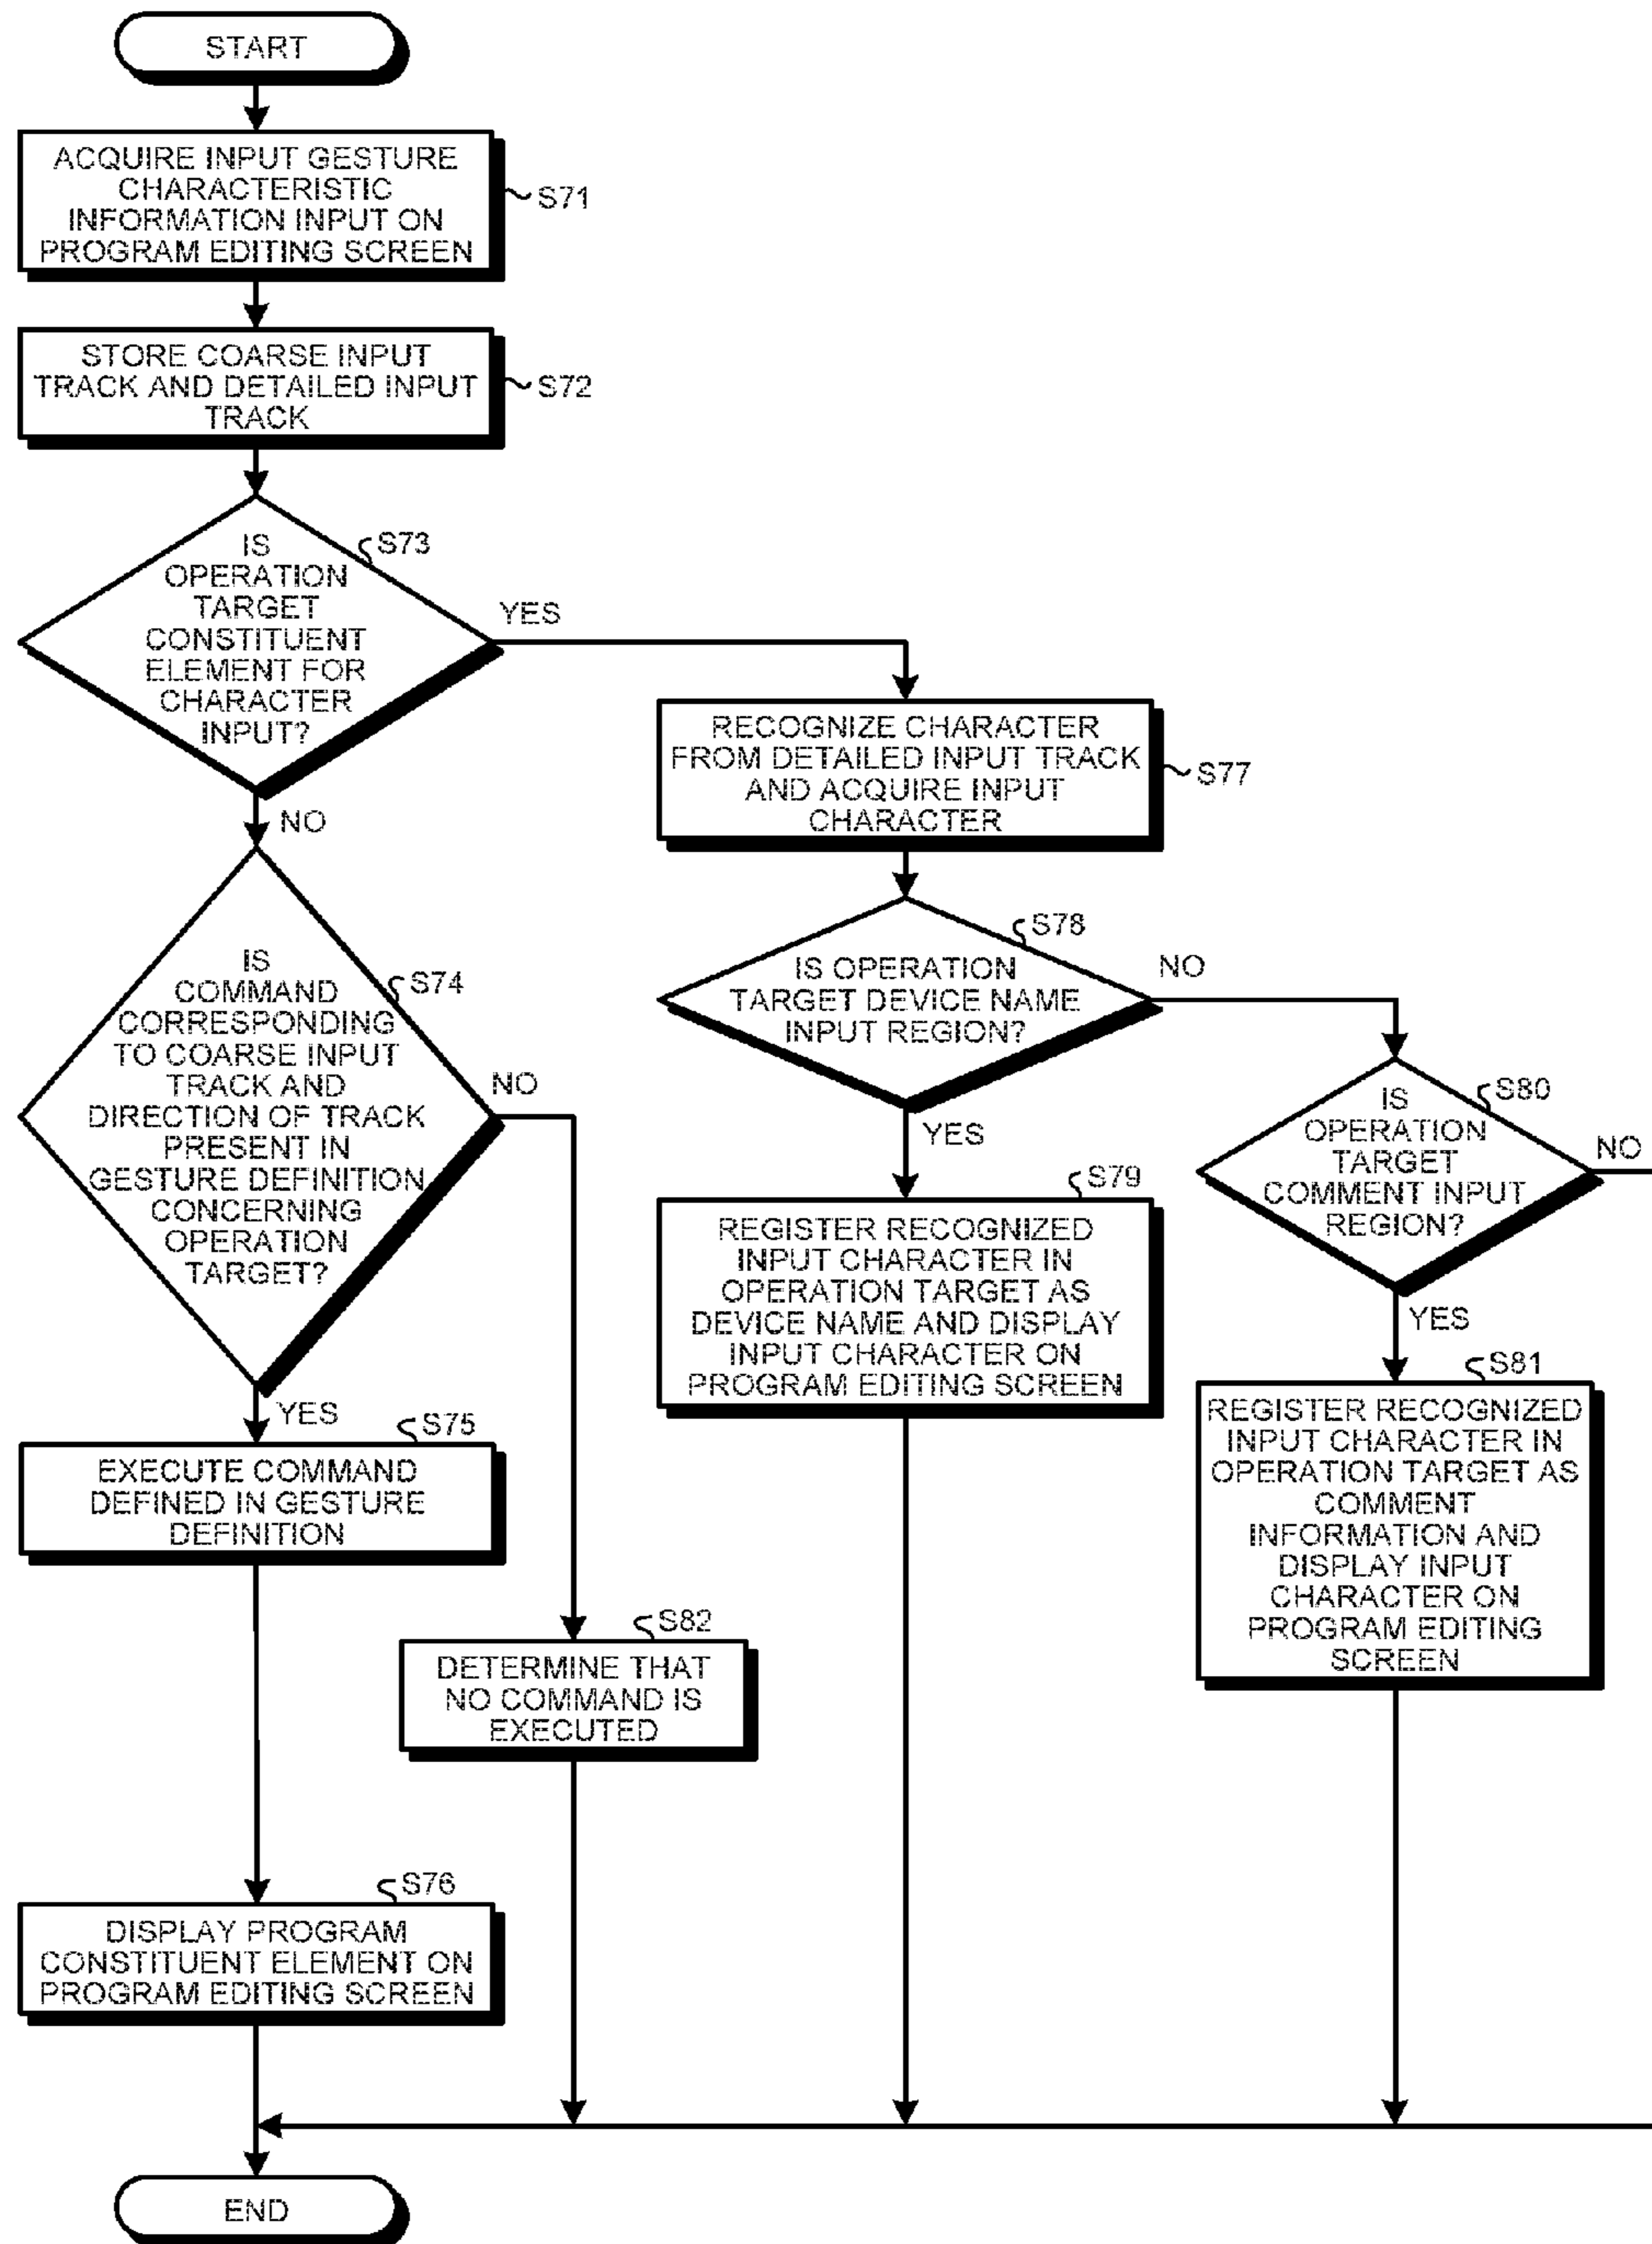 START
ACQUIRE INPUT GESTURE
CHARACTERISTIC
INFORMATION INPUT ON
PROGRAM EDITING SCREEN
S71
STORE COARSE INPUT
TRACK AND DETAILED INPUT
TRACK
S72
IS
OPERATION
TARGET
CONSTITUENT
ELEMENT FOR
CHARACTER
INPUT?
S73
YES
NO
IS
COMMAND
CORRESPONDING
TO COARSE INPUT
TRACK AND
DIRECTION OF TRACK
PRESENT IN
GESTURE DEFINITION
CONCERNING
OPERATION
TARGET?
S74
NO
YES
S75
EXECUTE COMMAND
DEFINED IN GESTURE
DEFINITION
S82
DETERMINE THAT
NO COMMAND IS
EXECUTED
S76
DISPLAY PROGRAM
CONSTITUENT ELEMENT ON
PROGRAM EDITING SCREEN
RECOGNIZE CHARACTER
FROM DETAILED INPUT TRACK
AND ACQUIRE INPUT
CHARACTER
S77
S78
IS OPERATION
TARGET DEVICE NAME
INPUT REGION?
NO
YES
S79
REGISTER RECOGNIZED
INPUT CHARACTER IN
OPERATION TARGET AS
DEVICE NAME AND DISPLAY
INPUT CHARACTER ON
PROGRAM EDITING SCREEN
S80
IS
OPERATION
TARGET
COMMENT INPUT
REGION?
NO
YES
S81
REGISTER RECOGNIZED
INPUT CHARACTER IN
OPERATION TARGET AS
COMMENT
INFORMATION AND
DISPLAY INPUT
CHARACTER ON
PROGRAM EDITING
SCREEN
END